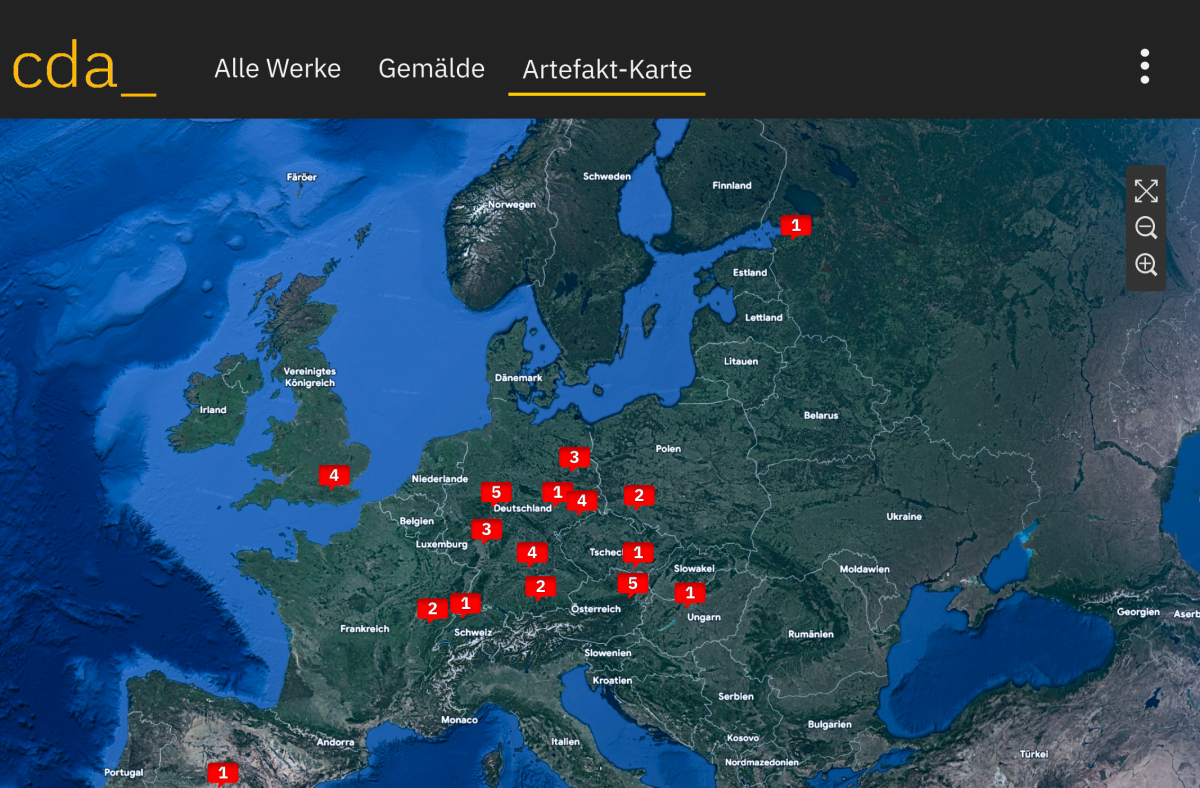 cda_
Alle Werke
Gemälde
Artefakt-Karte
Färöer
Schweden
Finnland
Norwegen
1
Estland
Lettland
Litauen
Vereinigtes
Königreich
Dänemark
Irland
Belarus
Polen
3
4
Niederlande
5
1
4
2
Deutschland
Belgien
Ukraine
3
Luxemburg
4
Tschec
1
Slowakei
Moldawien
2
5
1
2
1
Österreich
Ungarn
Georgien
Aserb
Frankreich
Schweiz
Rumänien
Slowenien
Kroatien
Serbien
Monaco
Bulgarien
Andorra
Italien
Kosovo
Türkei
Nordmazedonien
Portugal
1